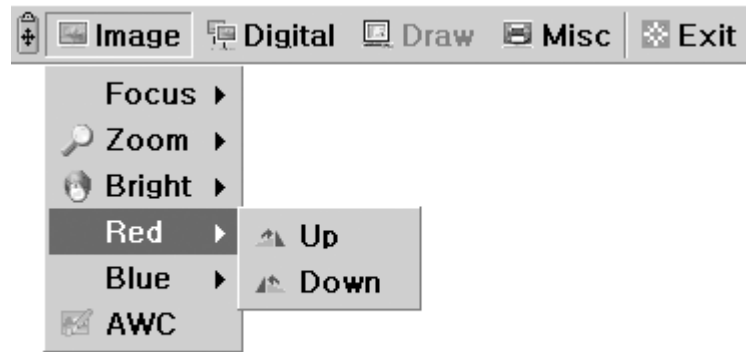 Image Digital Draw Misc Exit
Focus
Zoom
Bright
Red
Up
Blue
Down
AWC